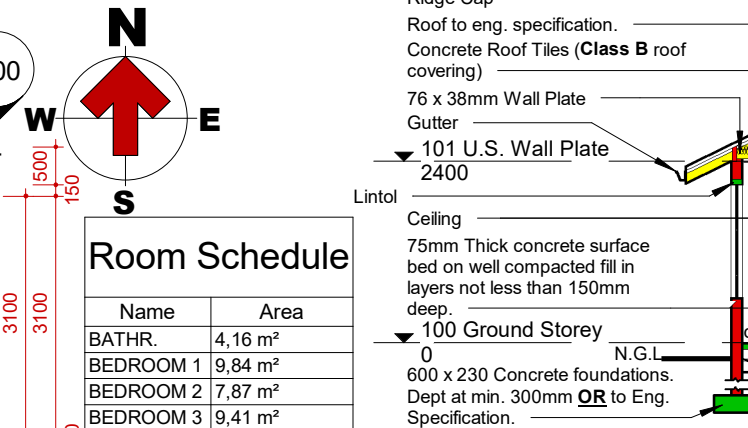 N
W
E
S
00
500
150
3100
3100
Room Schedule
Name Area
BATHR. 4,16 m²
BEDROOM 1 9,84 m²
BEDROOM 2 7,87 m²
BEDROOM 3 9,41 m²
Ridge Cap
Roof to eng. specification.
Concrete Roof Tiles (Class B roof
covering)
76 x 38mm Wall Plate
Gutter
101 U.S. Wall Plate
2400
Lintol
Ceiling
75mm Thick concrete surface
bed on well compacted fill in
layers not less than 150mm
deep.
100 Ground Storey
0
N.G.L
600 x 230 Concrete foundations.
Dept at min. 300mm OR to Eng.
Specification.